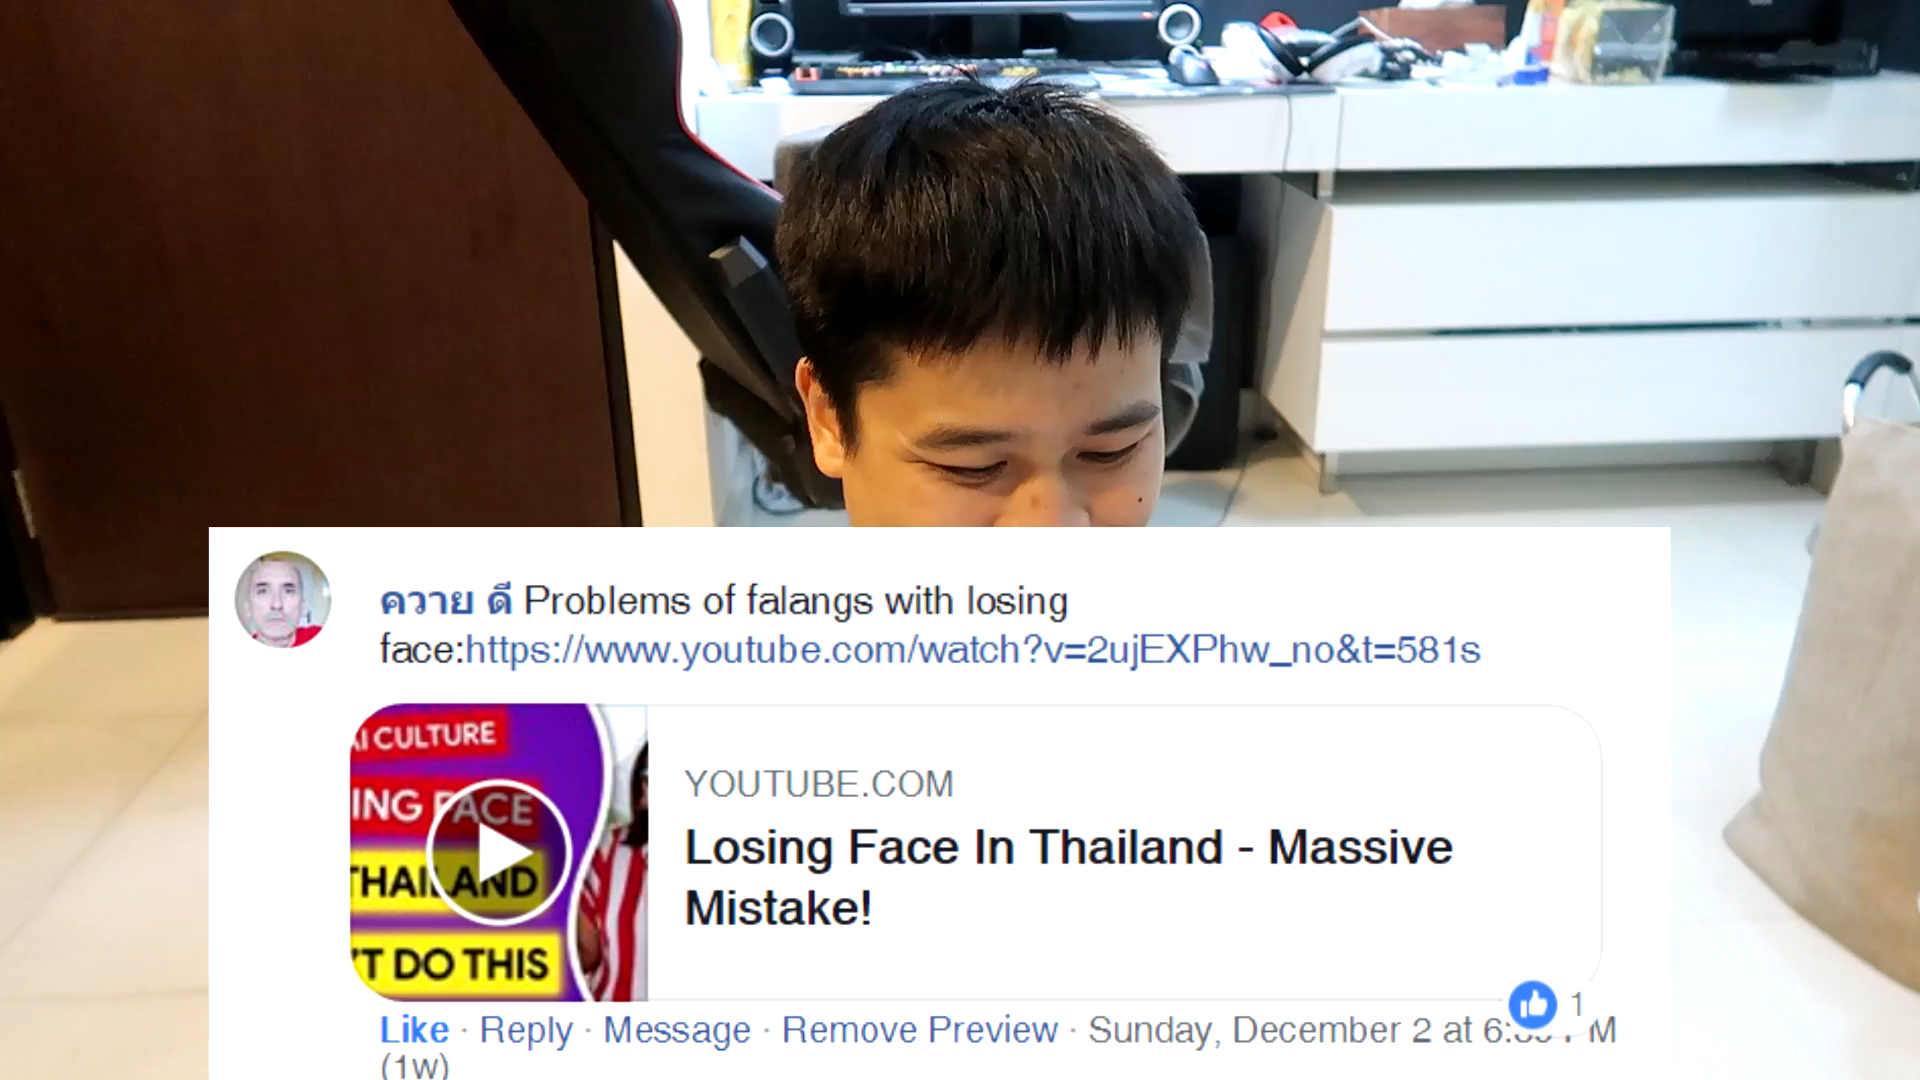 ควาย ดี Problems of falangs with losing
face:https://www.youtube.com/watch?v=2ujEXPhw_no&t=581s
I CULTURE
ING FACE
THAILAND
'T DO THIS
YOUTUBE.COM
Losing Face In Thailand - Massive
Mistake!
1
Like · Reply · Message · Remove Preview · Sunday, December 2 at
(1w)